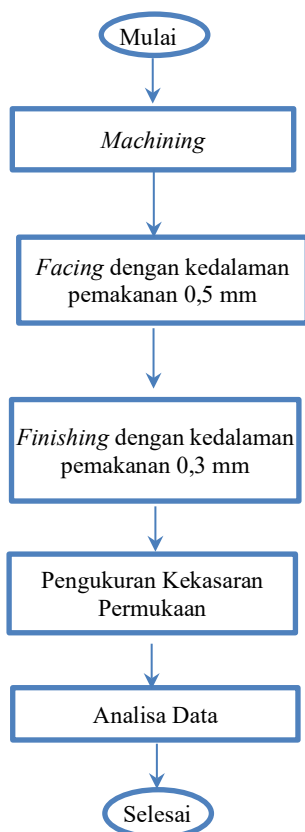 Mulai
Machining
Facing dengan kedalaman
pemakanan 0,5 mm
Finishing dengan kedalaman
pemakanan 0,3 mm
Pengukuran Kekasaran
Permukaan
Analisa Data
Selesai